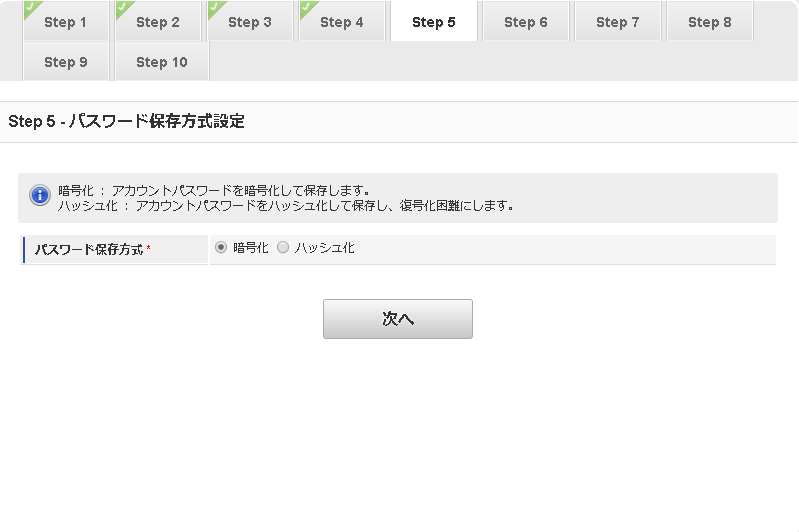 Step 1 Step 2 Step 3 Step 4 Step 5 Step 6 Step 7 Step 8
Step 9 Step 10
Step 5 - パスワード保存方式設定
暗号化 ： アカウントパスワードを暗号化して保存します。
ハッシュ化 ： アカウントパスワードをハッシュ化して保存し、復号化困難にします。
パスワード保存方式 * 暗号化 ハッシュ化
次へ